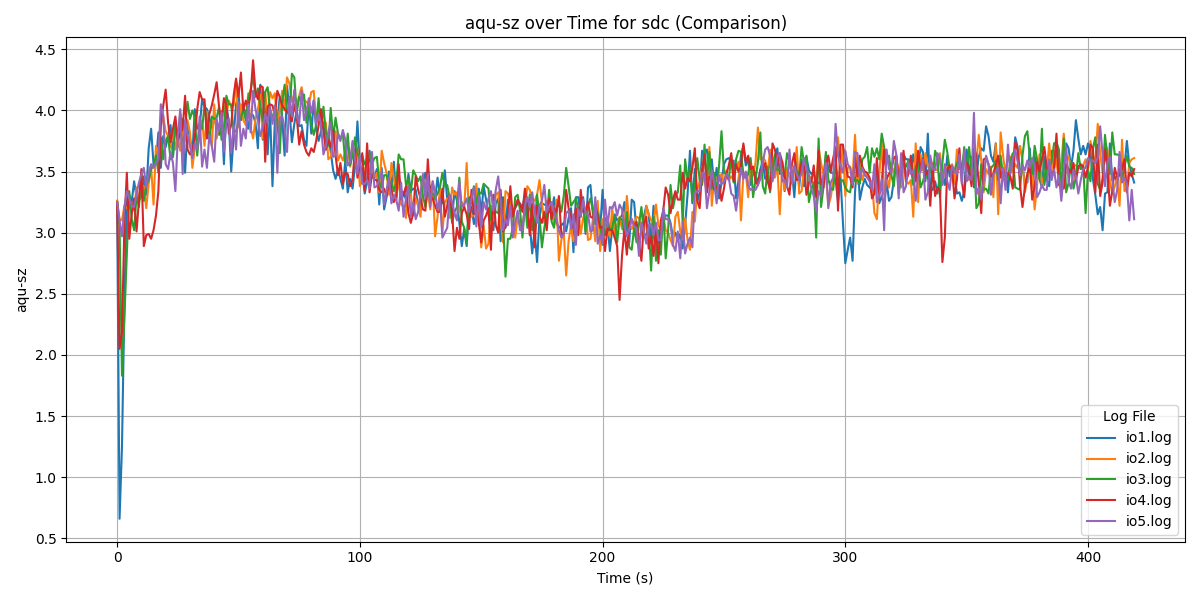 aqu-sz over Time for sdc (Comparison)
4.5
4.0
3.5
3.0
2.5
2.0
1.5
1.0
0.5
aqu-sz
0
100
200
300
400
Time (s)
Log File
io1.log
io2.log
io3.log
io4.log
io5.log